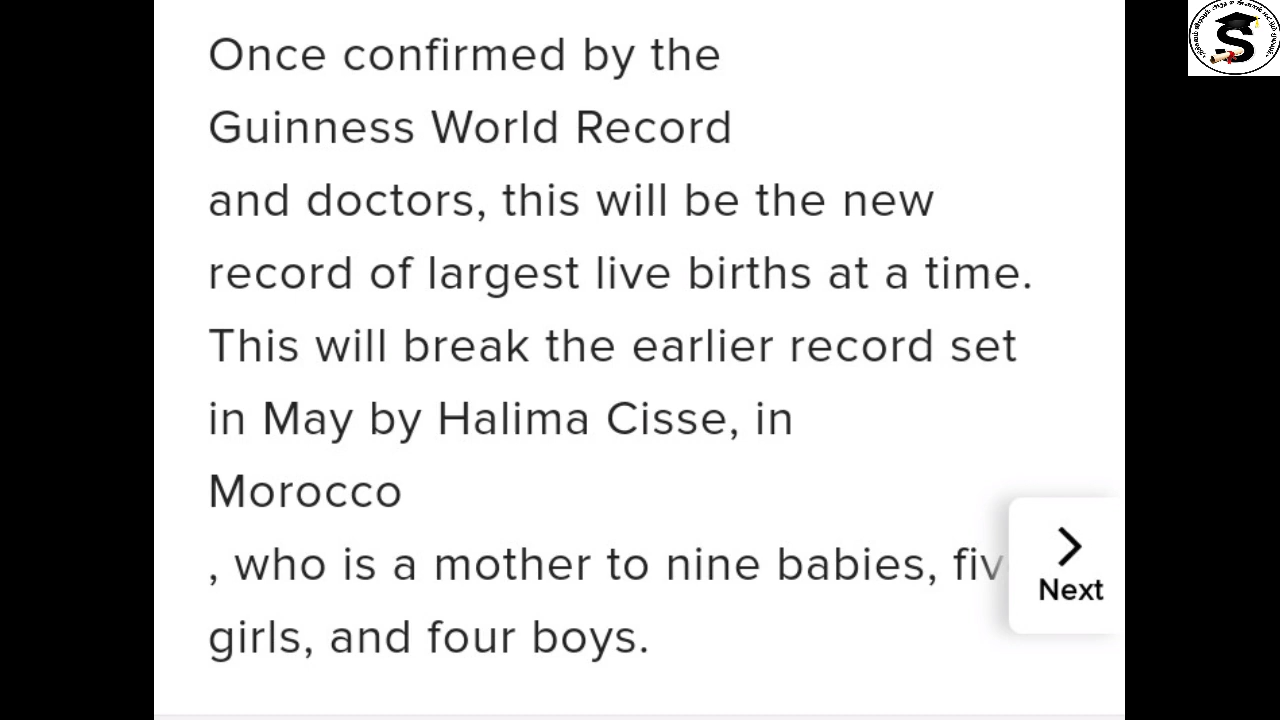 Once confirmed by the
Guinness World Record
and doctors, this will be the new
record of largest live births at a time.
This will break the earlier record set
in May by Halima Cisse, in
Morocco
, who is a mother to nine babies, fiv
girls, and four boys.
Next
S